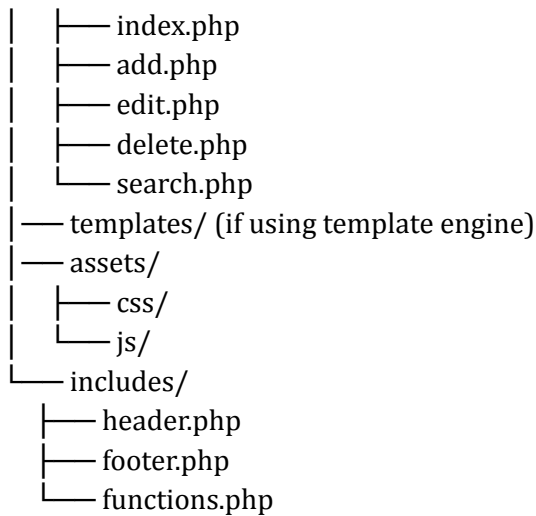 │ ├── index.php
│ ├── add.php
│ ├── edit.php
│ ├── delete.php
│ └── search.php
│── templates/ (if using template engine)
│── assets/
│ ├── css/
│ └── js/
└── includes/
├── header.php
├── footer.php
└── functions.php